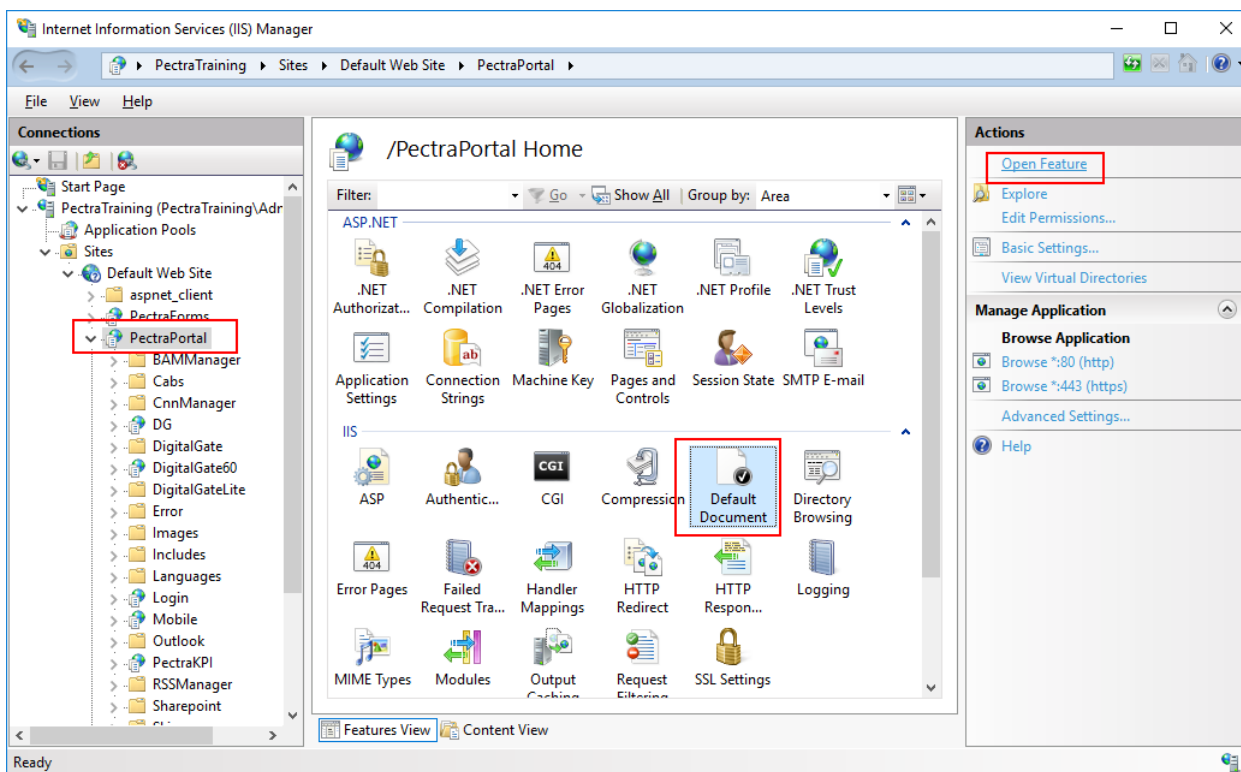 Internet Information Services (IIS) Manager
PectraTraining Sites Default Web Site PectraPortal
File View Help
Connections
Start Page
PectraTraining (PectraTraining\Adr
Application Pools
Sites
Default Web Site
aspnet_client
PectraForms
PectraPortal
BAMManager
Cabs
CnnManager
DG
DigitalGate
DigitalGate60
DigitalGateLite
Error
Images
Includes
Languages
Login
Mobile
Outlook
PectraKPI
RSSManager
Sharepoint
/PectraPortal Home
Filter: Go Show All Group by: Area
ASP.NET
.NET Authorizat...
.NET Compilation
.NET Error Pages
.NET Globalization
.NET Profile
.NET Trust Levels
Application Settings
Connection Strings
Machine Key
Pages and Controls
Session State
SMTP E-mail
IIS
ASP
Authentic...
CGI
Compression
Default Document
Directory Browsing
Error Pages
Failed Request Tra...
Handler Mappings
HTTP Redirect
HTTP Respon...
Logging
MIME Types
Modules
Output Caching
Request Filtering
SSL Settings
Features View Content View
Actions
Open Feature
Explore
Edit Permissions...
Basic Settings...
View Virtual Directories
Manage Application
Browse Application
Browse *:80 (http)
Browse *:443 (https)
Advanced Settings...
Help
Ready